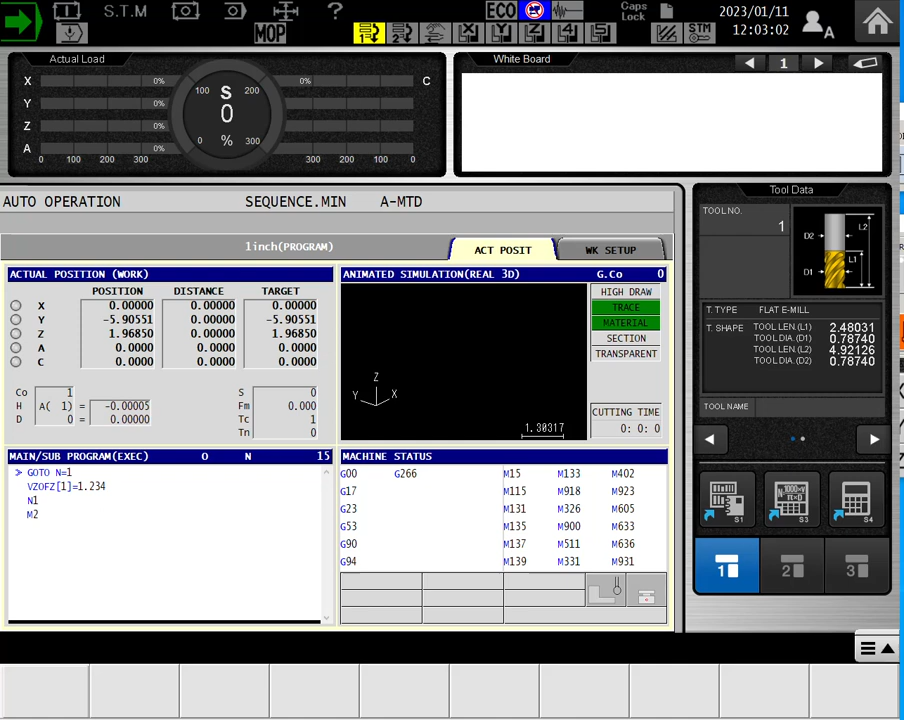 S.T.M
?
MOP
ECO
Caps
Lock
2023/01/11
12:03:02
A
STM
Actual Load
X 0% 0% C
Y 0%
Z 0%
A 0%
0 100 200 300
300 200 100 0
100 S 200
0
0 % 300
White Board
1
AUTO OPERATION SEQUENCE.MIN A-MTD
1inch(PROGRAM)
ACT POSIT WK SETUP
ACTUAL POSITION (WORK)
POSITION DISTANCE TARGET
X 0.00000 0.00000 0.00000
Y -5.90551 0.00000 -5.90551
Z 1.96850 0.00000 1.96850
A 0.0000 0.0000 0.0000
C 0.0000 0.0000 0.0000
Co 1
H A( 1) = -0.00005
D 0 = 0.00000
S 0
Fm 0.000
Tc 1
Tn 0
ANIMATED SIMULATION(REAL 3D) G.Co 0
HIGH DRAW
TRACE
MATERIAL
SECTION
TRANSPARENT
Z
Y X
1.30317
CUTTING TIME
0: 0: 0
MAIN/SUB PROGRAM(EXEC) O N 15
GOTO N=1
VZOFZ[1]=1.234
N1
M2
MACHINE STATUS
G00 G266 M15 M133 M402
G17 M115 M918 M923
G23 M131 M326 M605
G53 M135 M900 M633
G90 M137 M511 M636
G94 M139 M331 M931
Tool Data
TOOL NO.
1
D2 L2
D1 L1
T. TYPE FLAT E-MILL
T. SHAPE TOOL LEN.(L1) 2.48031
TOOL DIA.(D1) 0.78740
TOOL LEN.(L2) 4.92126
TOOL DIA.(D2) 0.78740
TOOL NAME
S1 S3 S4
1 2 3